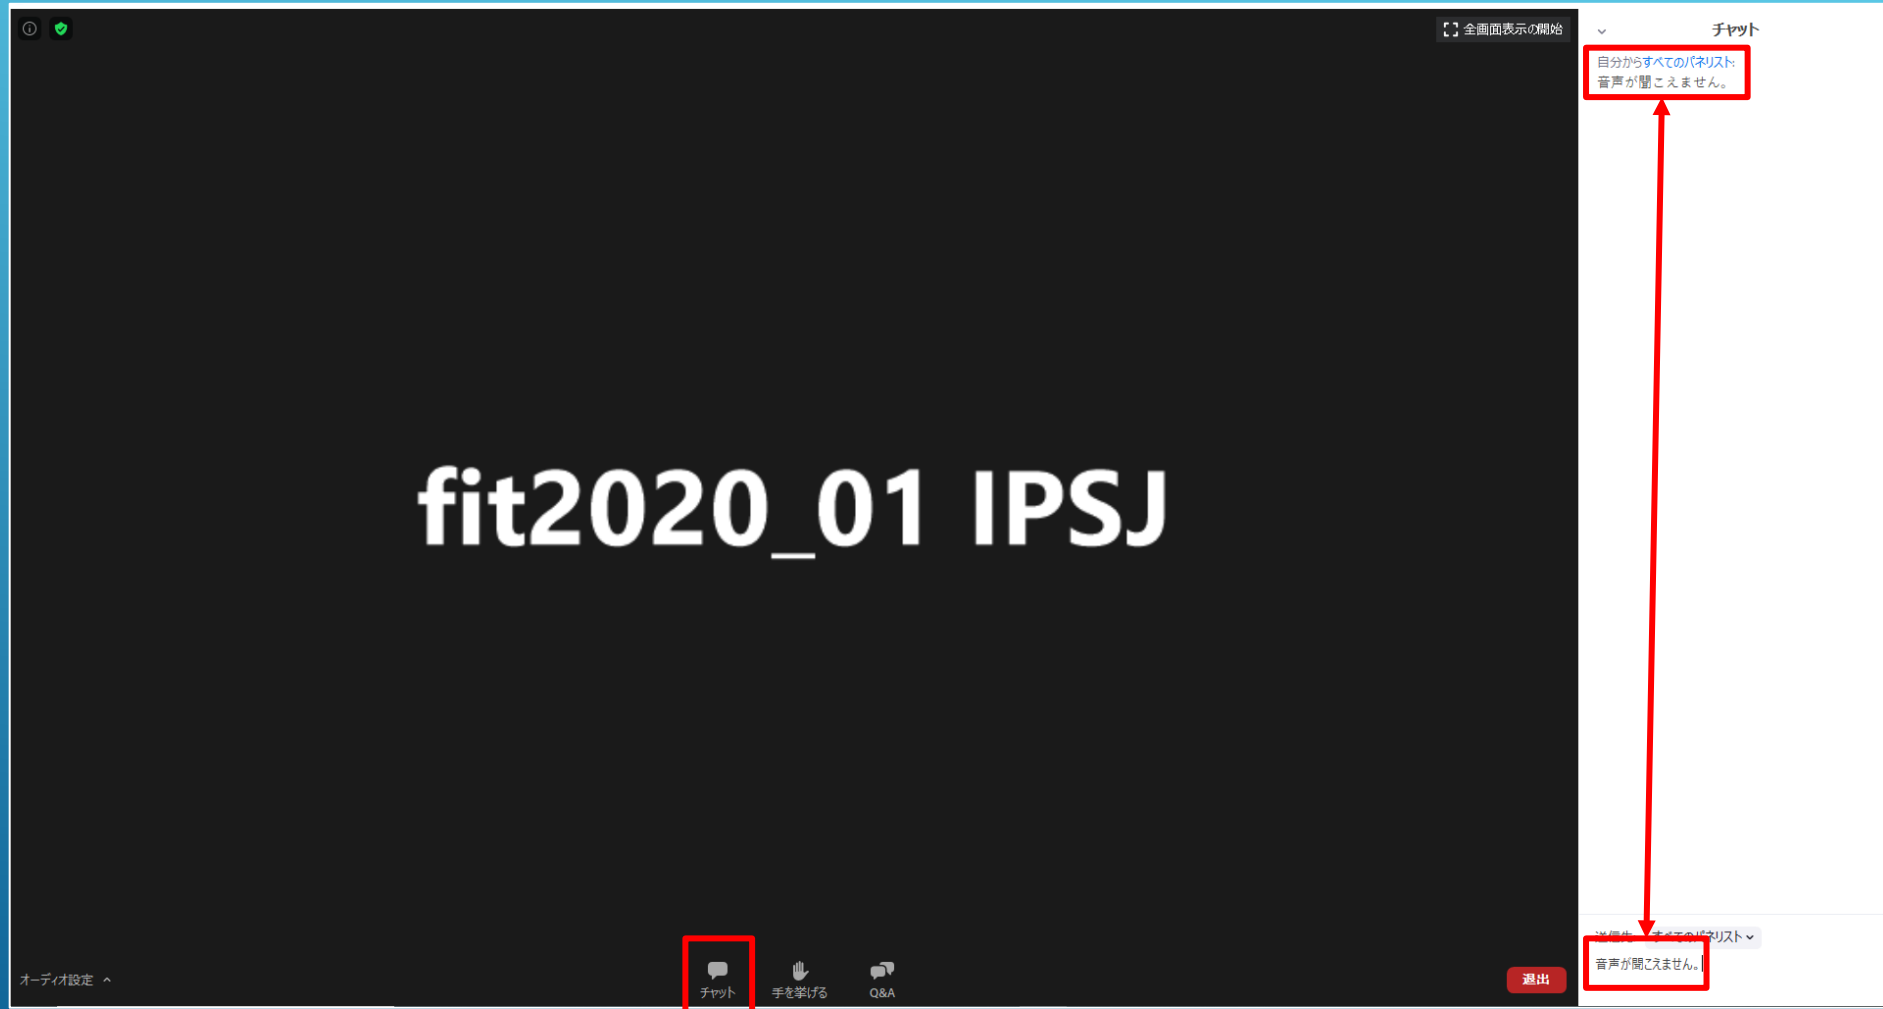 全画面表示の開始
チャット
自分からすべてのパネリスト:
音声が聞こえません。
fit2020_01 IPSJ
送信先: すべてのパネリスト
音声が聞こえません。
オーディオ設定
チャット
手を挙げる
Q&A
退出